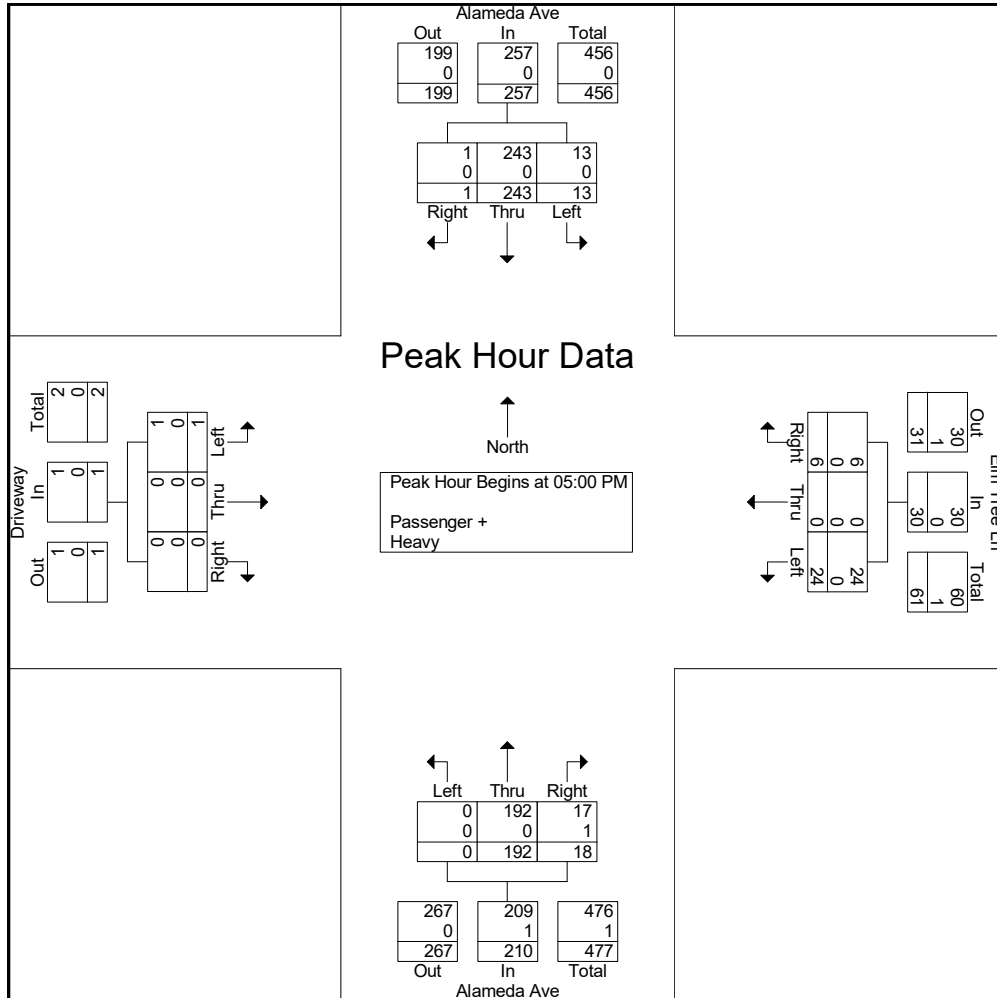 Alameda Ave
Out In Total
199 257 456
0 0 0
199 257 456
1 243 13
0 0 0
1 243 13
Right Thru Left
Peak Hour Data
North
Peak Hour Begins at 05:00 PM
Passenger +
Heavy
Driveway
Out In Total
1 1 2
0 0 0
1 1 2
Right Thru Left
0 0 1
0 0 0
0 0 1
Out In Total
30 30 60
1 0 1
31 30 61
6 0 24
0 0 0
6 0 24
Right Thru Left
Left Thru Right
0 192 17
0 0 1
0 192 18
267 209 476
0 1 1
267 210 477
Out In Total
Alameda Ave